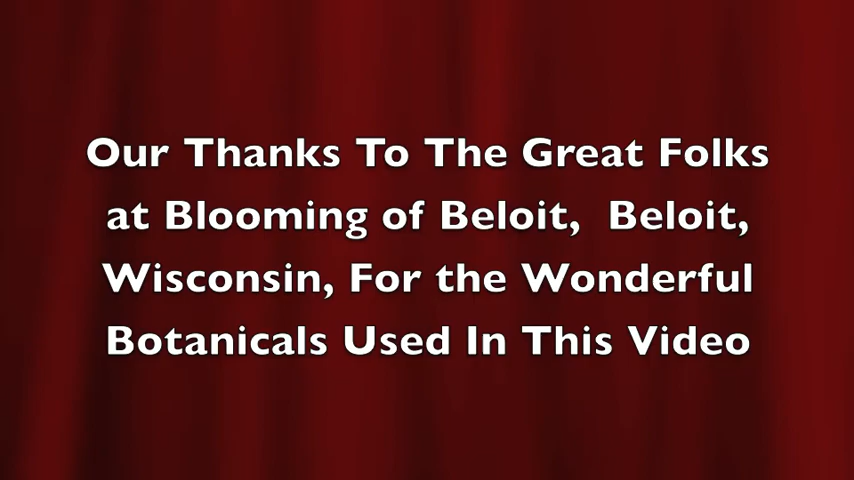 Our Thanks To The Great Folks
at Blooming of Beloit,  Beloit,
Wisconsin, For the Wonderful
Botanicals Used In This Video